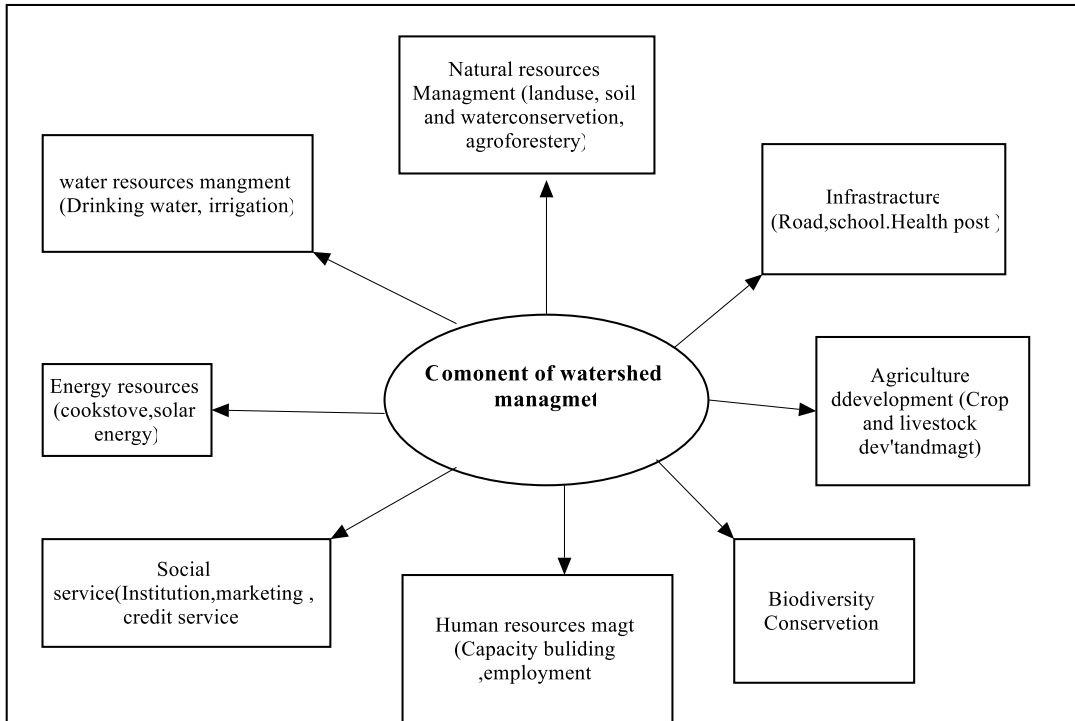 Natural resources
Managment (landuse, soil
and waterconservetion,
agroforestery)
water resources mangment
(Drinking water, irrigation)
Infrastracture
(Road,school.Health post )
Comonent of watershed
managmet
Energy resources
(cookstove,solar
energy)
Agriculture
ddevelopment (Crop
and livestock
dev'tandmagt)
Social
service(Institution,marketing ,
credit service
Human resources magt
(Capacity buliding
,employment
Biodiversity
Conservetion